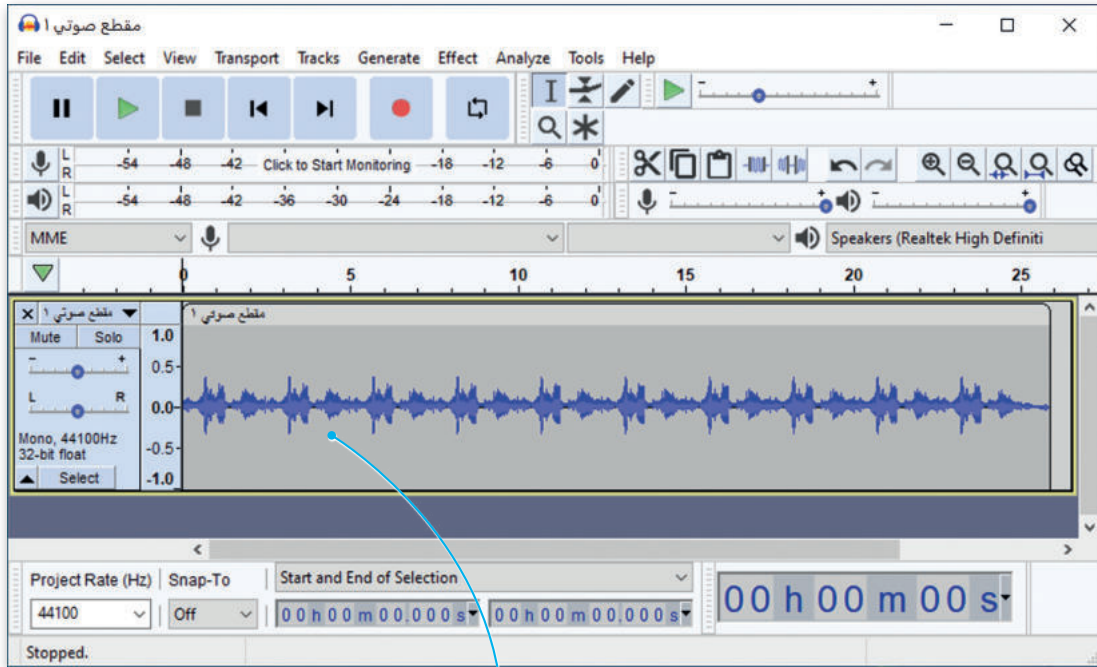 مقطع صوتي ١
File Edit Select View Transport Tracks Generate Effect Analyze Tools Help
- +
L R -54 -48 -42 Click to Start Monitoring -18 -12 -6 0
L R -54 -48 -42 -36 -30 -24 -18 -12 -6 0 - + - +
MME Speakers (Realtek High Definiti
0 5 10 15 20 25
مقطع صوتي ١ مقطع صوتي ١
Mute Solo 1.0
- + 0.5
L R 0.0
Mono, 44100Hz
32-bit float -0.5
Select -1.0
Project Rate (Hz) Snap-To Start and End of Selection
44100 Off 00 h 00 m 00.000 s 00 h 00 m 00.000 s 00 h 00 m 00 s
Stopped.